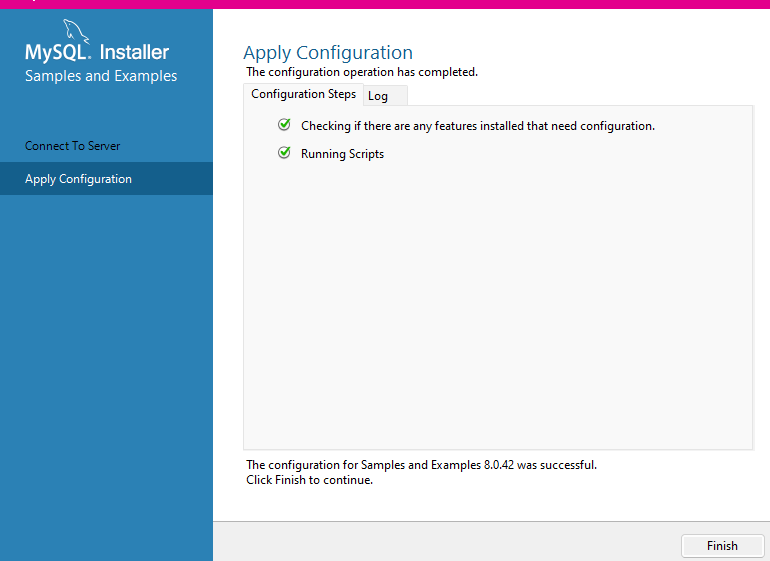 MySQL. Installer
Samples and Examples
Connect To Server
Apply Configuration
Apply Configuration
The configuration operation has completed.
Configuration Steps
Log
Checking if there are any features installed that need configuration.
Running Scripts
The configuration for Samples and Examples 8.0.42 was successful.
Click Finish to continue.
Finish